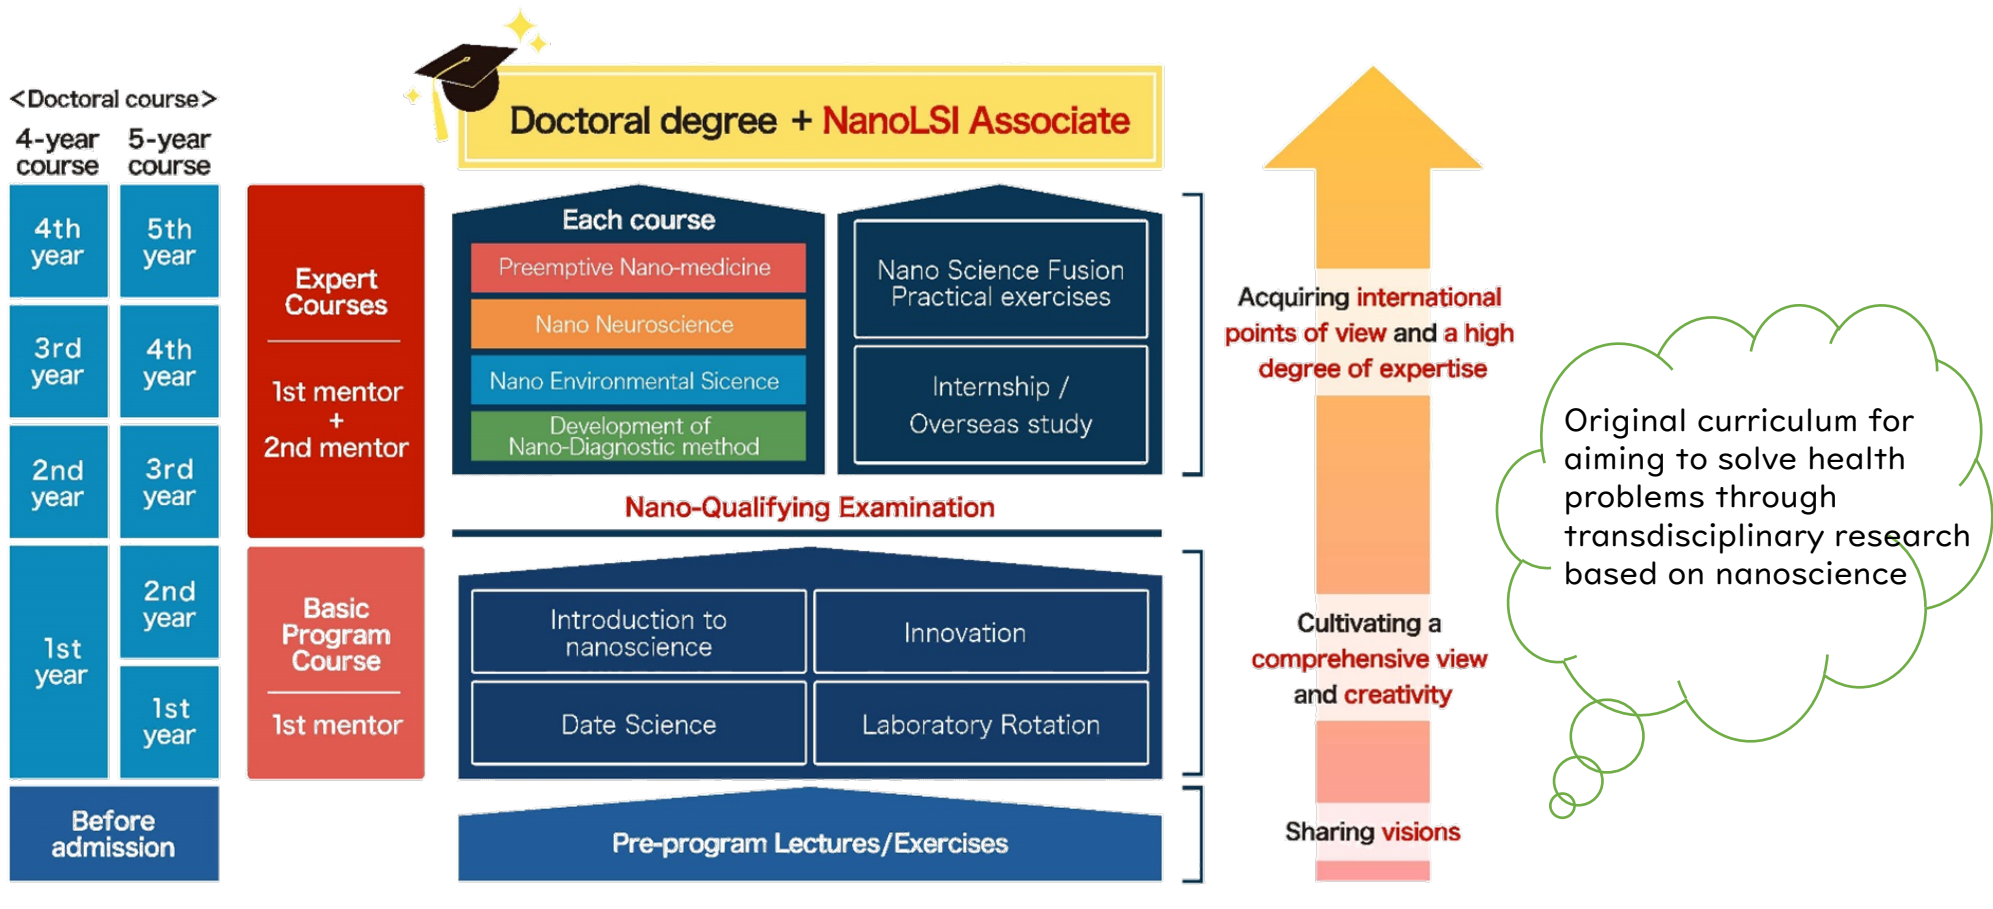 <Doctoral course>
4-year
course
5-year
course
4th
year
5th
year
3rd
year
4th
year
2nd
year
3rd
year
1st
year
2nd
year
1st
year
Before
admission
Expert
Courses
1st mentor
+
2nd mentor
Basic
Program
Course
1st mentor
Doctoral degree + NanoLSI Associate
Each course
Preemptive Nano-medicine
Nano Neuroscience
Nano Environmental Sicence
Development of
Nano-Diagnostic method
Nano Science Fusion
Practical exercises
Internship /
Overseas study
Nano-Qualifying Examination
Introduction to
nanoscience
Innovation
Date Science
Laboratory Rotation
Pre-program Lectures/Exercises
Acquiring international
points of view and a high
degree of expertise
Cultivating a
comprehensive view
and creativity
Sharing visions
Original curriculum for
aiming to solve health
problems through
transdisciplinary research
based on nanoscience